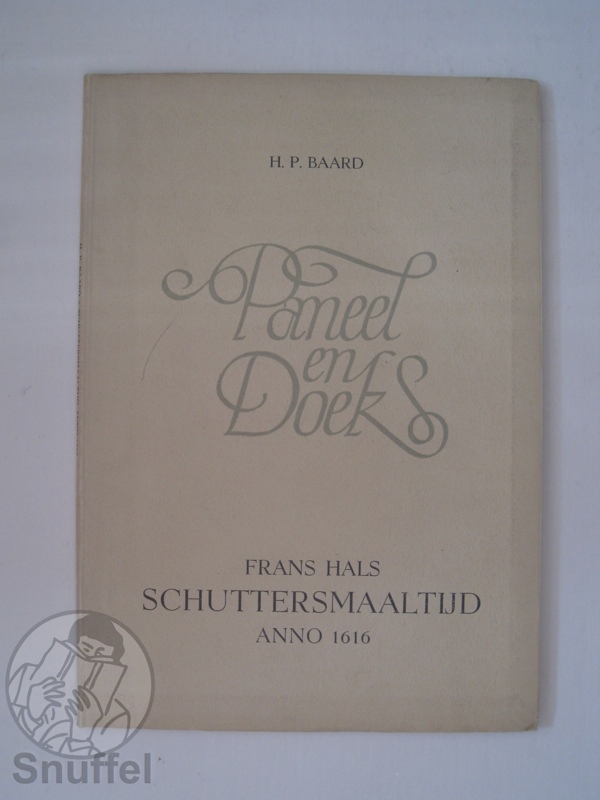 H. P. BAARD
Paneel
en
Doek
FRANS HALS
SCHUTTERSMAALTIJD
ANNO 1616
Snuffel